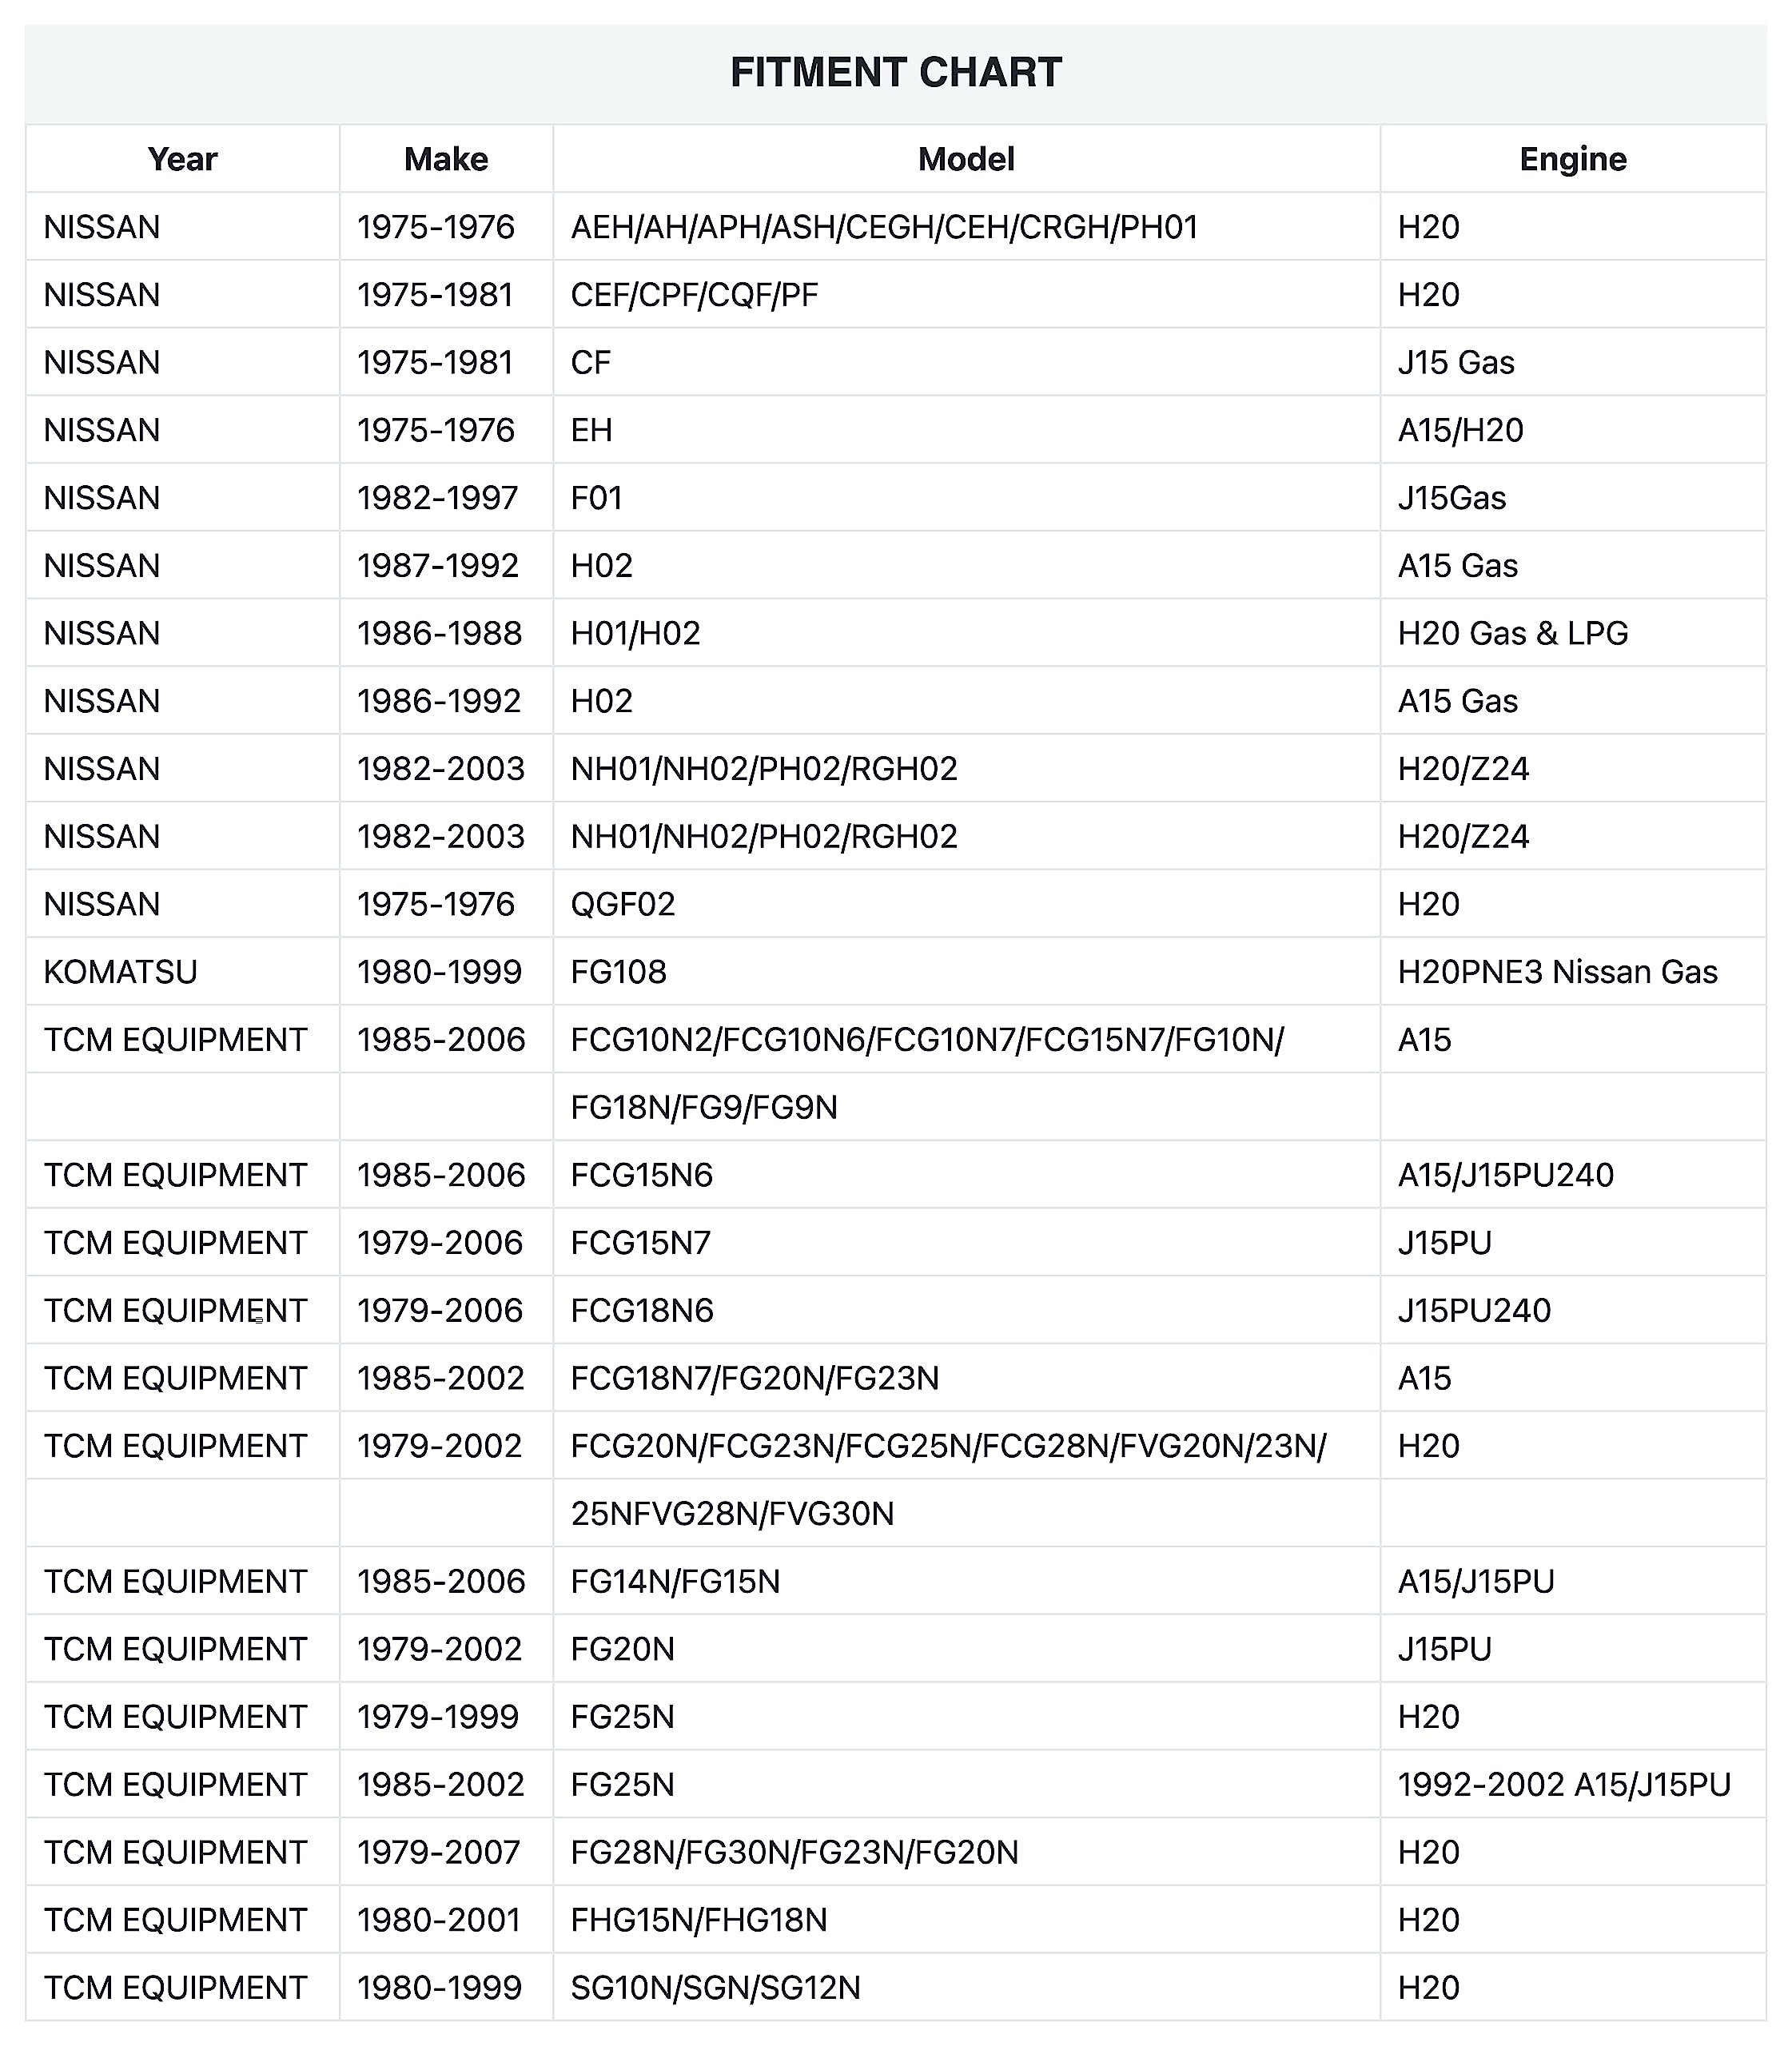 FITMENT CHART
Year Make Model Engine
NISSAN 1975-1976 AEH/AH/APH/ASH/CEGH/CEH/CRGH/PH01 H20
NISSAN 1975-1981 CEF/CPF/CQF/PF H20
NISSAN 1975-1981 CF J15 Gas
NISSAN 1975-1976 EH A15/H20
NISSAN 1982-1997 F01 J15Gas
NISSAN 1987-1992 H02 A15 Gas
NISSAN 1986-1988 H01/H02 H20 Gas & LPG
NISSAN 1986-1992 H02 A15 Gas
NISSAN 1982-2003 NH01/NH02/PH02/RGH02 H20/Z24
NISSAN 1982-2003 NH01/NH02/PH02/RGH02 H20/Z24
NISSAN 1975-1976 QGF02 H20
KOMATSU 1980-1999 FG108 H20PNE3 Nissan Gas
TCM EQUIPMENT 1985-2006 FCG10N2/FCG10N6/FCG10N7/FCG15N7/FG10N/ A15
FG18N/FG9/FG9N
TCM EQUIPMENT 1985-2006 FCG15N6 A15/J15PU240
TCM EQUIPMENT 1979-2006 FCG15N7 J15PU
TCM EQUIPMENT 1979-2006 FCG18N6 J15PU240
TCM EQUIPMENT 1985-2002 FCG18N7/FG20N/FG23N A15
TCM EQUIPMENT 1979-2002 FCG20N/FCG23N/FCG25N/FCG28N/FVG20N/23N/ H20
25NFVG28N/FVG30N
TCM EQUIPMENT 1985-2006 FG14N/FG15N A15/J15PU
TCM EQUIPMENT 1979-2002 FG20N J15PU
TCM EQUIPMENT 1979-1999 FG25N H20
TCM EQUIPMENT 1985-2002 FG25N 1992-2002 A15/J15PU
TCM EQUIPMENT 1979-2007 FG28N/FG30N/FG23N/FG20N H20
TCM EQUIPMENT 1980-2001 FHG15N/FHG18N H20
TCM EQUIPMENT 1980-1999 SG10N/SGN/SG12N H20